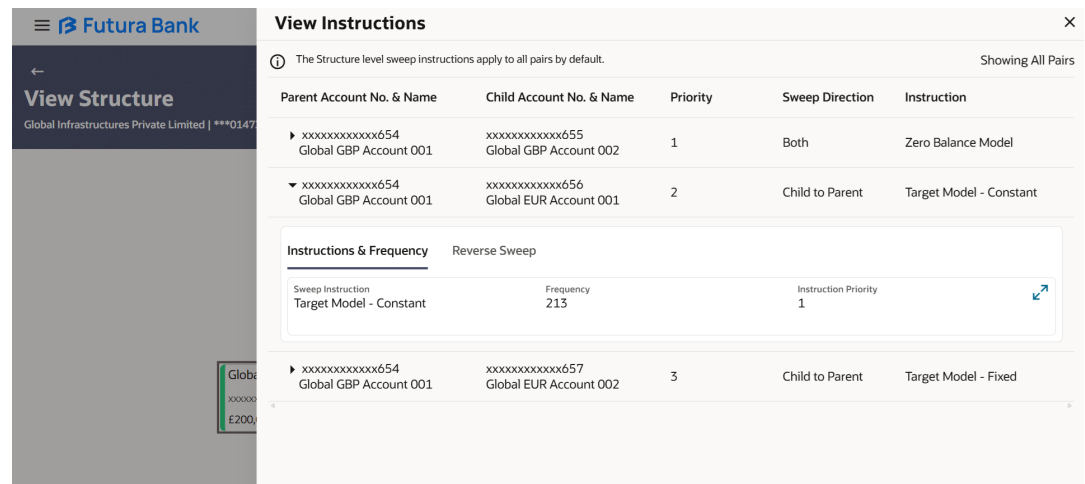 Futura Bank
View Structure
Global Infrastructures Private Limited | ***0147
Globa
£200,
View Instructions
The Structure level sweep instructions apply to all pairs by default.
Showing All Pairs
Parent Account No. & Name Child Account No. & Name Priority Sweep Direction Instruction
xxxxxxxxxxxx654 xxxxxxxxxxxx655
Global GBP Account 001 Global GBP Account 002 1 Both Zero Balance Model
xxxxxxxxxxxx654 xxxxxxxxxxxx656
Global GBP Account 001 Global EUR Account 001 2 Child to Parent Target Model - Constant
Instructions & Frequency Reverse Sweep
Sweep Instruction Frequency Instruction Priority
Target Model - Constant 213 1
xxxxxxxxxxxx654 xxxxxxxxxxxx657
Global GBP Account 001 Global EUR Account 002 3 Child to Parent Target Model - Fixed